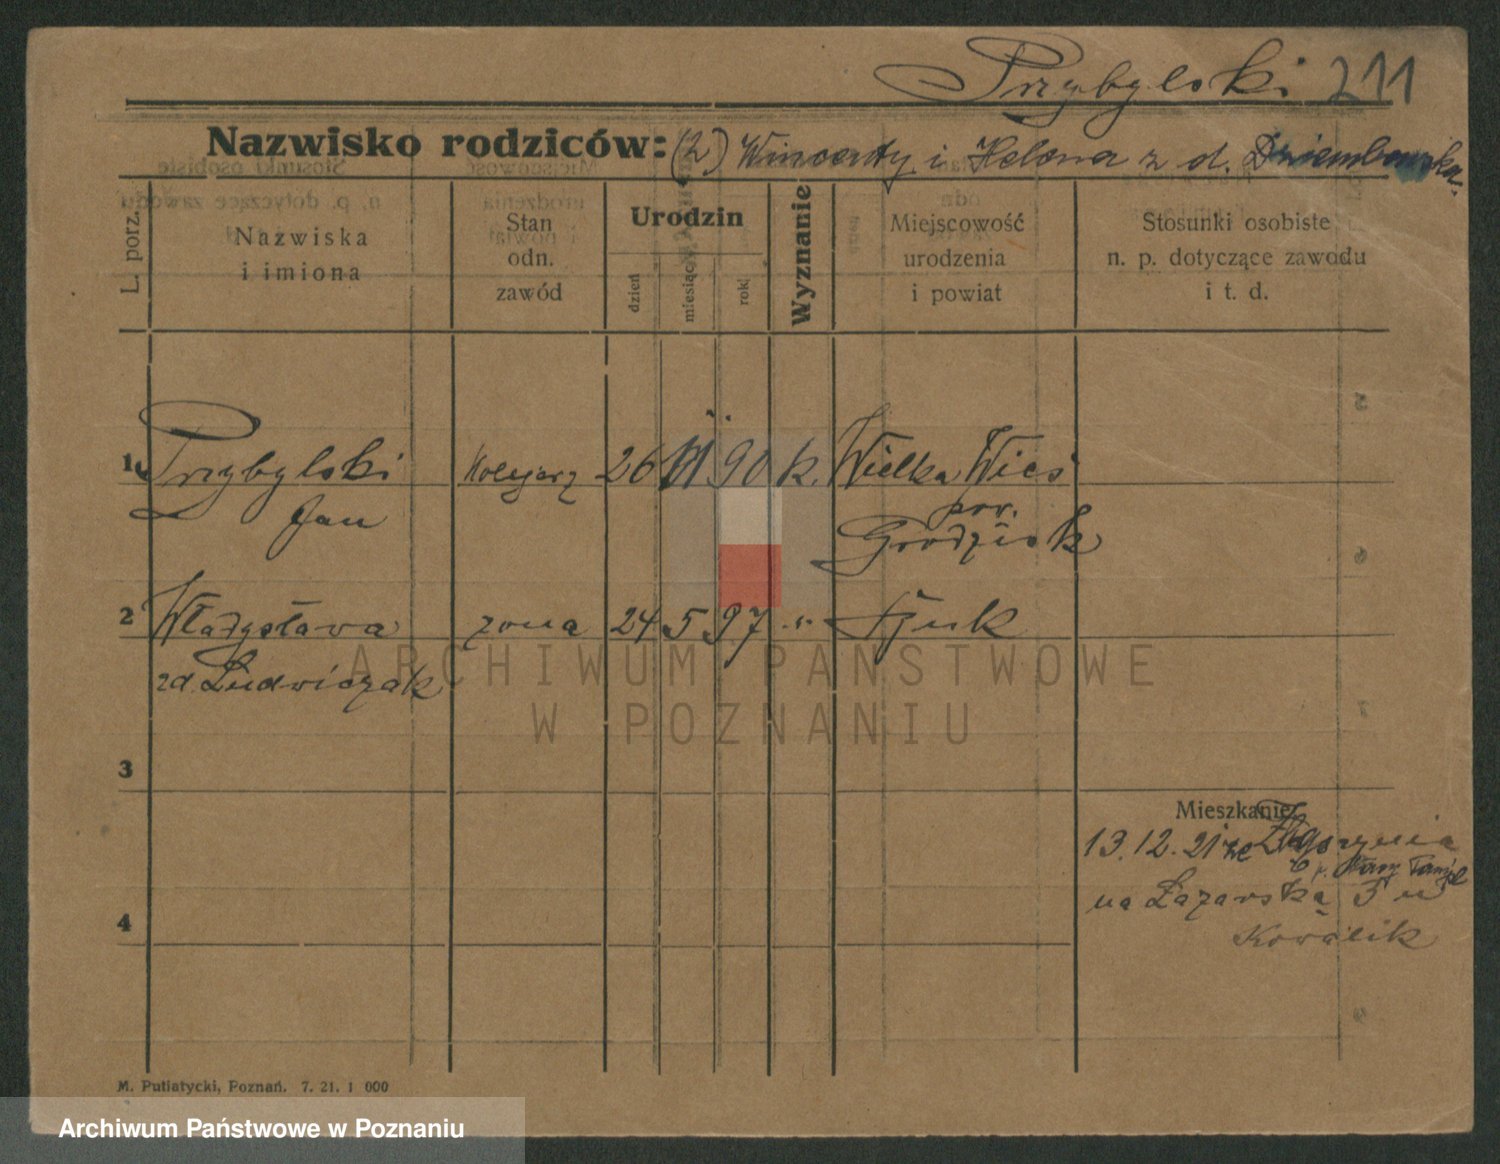 Przybylski 211
Nazwisko rodziców: (2) Wincenty i Helena z d. Dziembowska.
L. porz.
Nazwiska
i imiona
Stan
odn.
zawód
Urodzin
dzień
miesiąc
rok
Wyznanie
Miejscowość
urodzenia
i powiat
Stosunki osobiste
n. p. dotyczące zawodu
i t. d.
1 Przybylski kolejarz 26 VI 90 k. Wielka Wieś
Jan pow.
Grodzisk
2 Władysława żona 24 5 97 "
zd. Ludwiczak
3
Mieszkanie
13.12.21 ze
na Łazarską 5 u
4
Kowalik
M. Putiatycki, Poznań. 7. 21. 1 000
ARCHIWUM PAŃSTWOWE
W POZNANIU
Archiwum Państwowe w Poznaniu